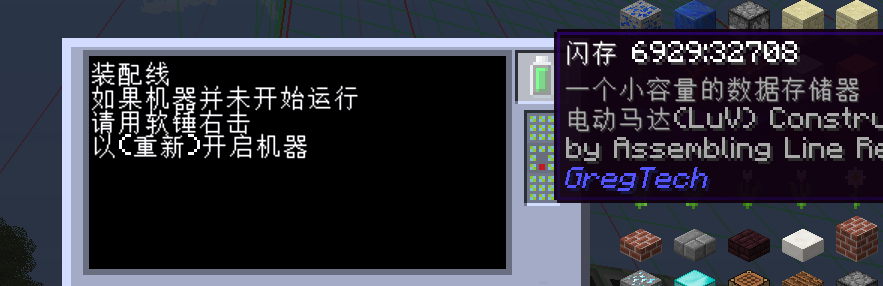 装配线
如果机器并未开始运行
请用软锤右击
以(重新)开启机器
闪存 6929:32708
一个小容量的数据存储器
电动马达(LuV) Constru
by Assembling Line Re
GregTech